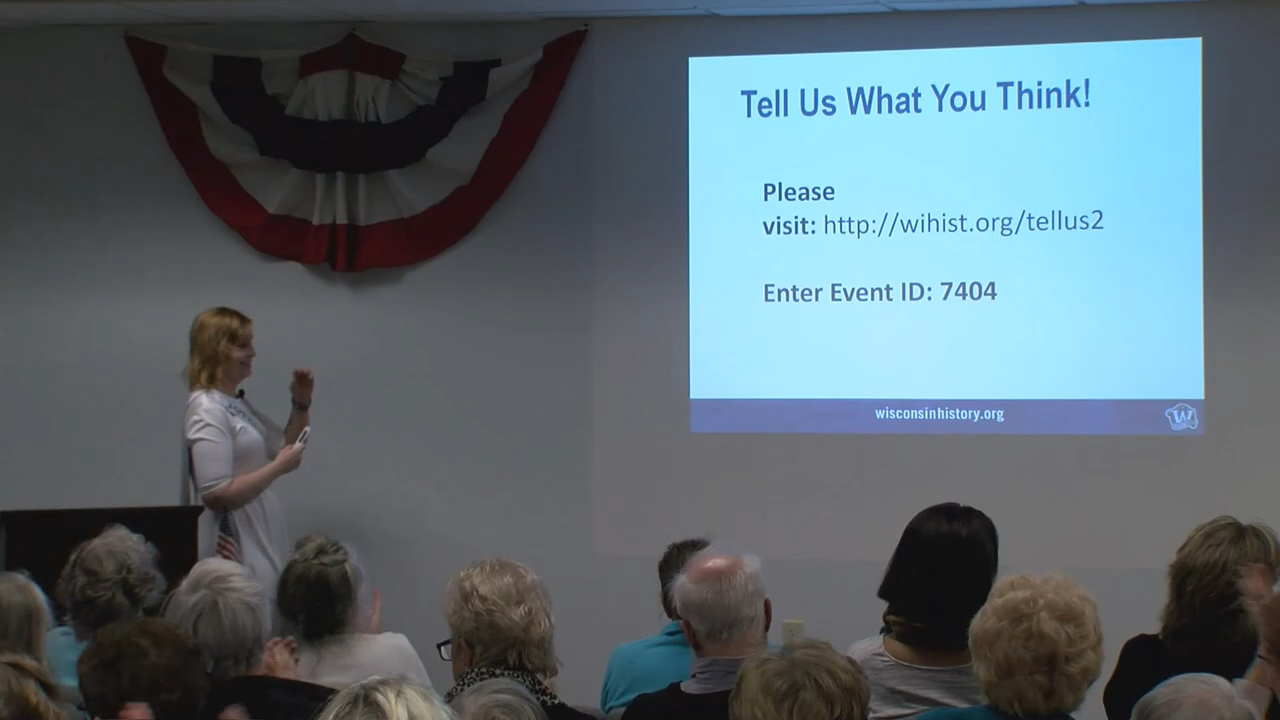 Tell Us What You Think!
Please
visit: http://wihist.org/tellus2
Enter Event ID: 7404
wisconsinhistory.org
W